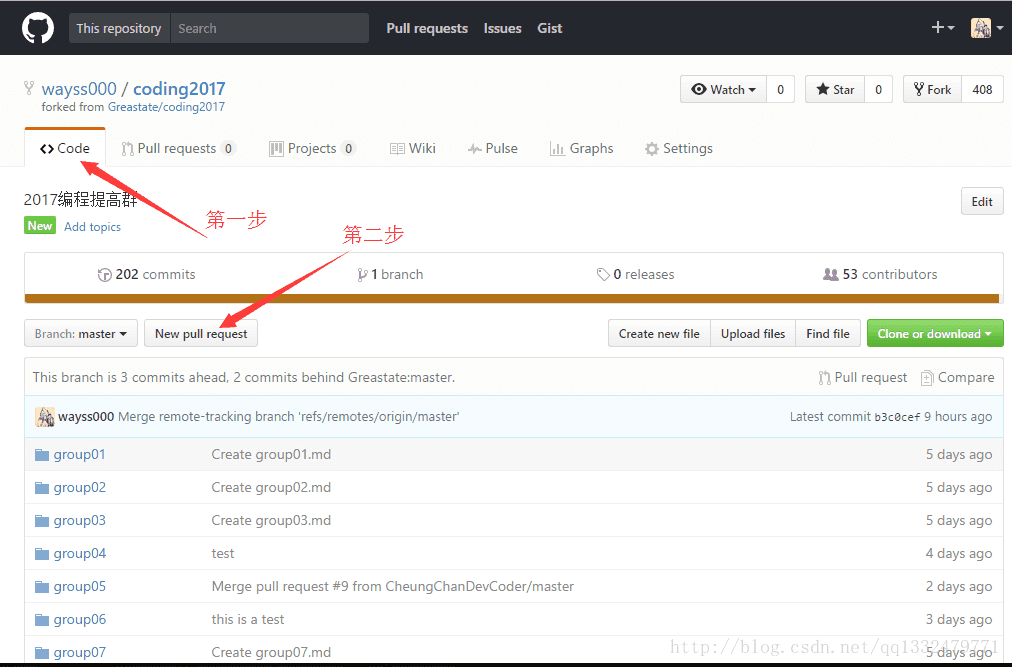 This repository Search Pull requests Issues Gist
wayss000 / coding2017 Watch 0 Star 0 Fork 408
forked from Greastate/coding2017
Code Pull requests 0 Projects 0 Wiki Pulse Graphs Settings
2017编程提高群 Edit
第一步
New Add topics
第二步
202 commits 1 branch 0 releases 53 contributors
Branch: master New pull request Create new file Upload files Find file Clone or download
This branch is 3 commits ahead, 2 commits behind Greastate:master. Pull request Compare
wayss000 Merge remote-tracking branch 'refs/remotes/origin/master' Latest commit b3c0cef 9 hours ago
group01 Create group01.md 5 days ago
group02 Create group02.md 5 days ago
group03 Create group03.md 5 days ago
group04 test 4 days ago
group05 Merge pull request #9 from CheungChanDevCoder/master 2 days ago
group06 this is a test 3 days ago
group07 Create group07.md 5 days ago
http://blog.csdn.net/qq1332479771